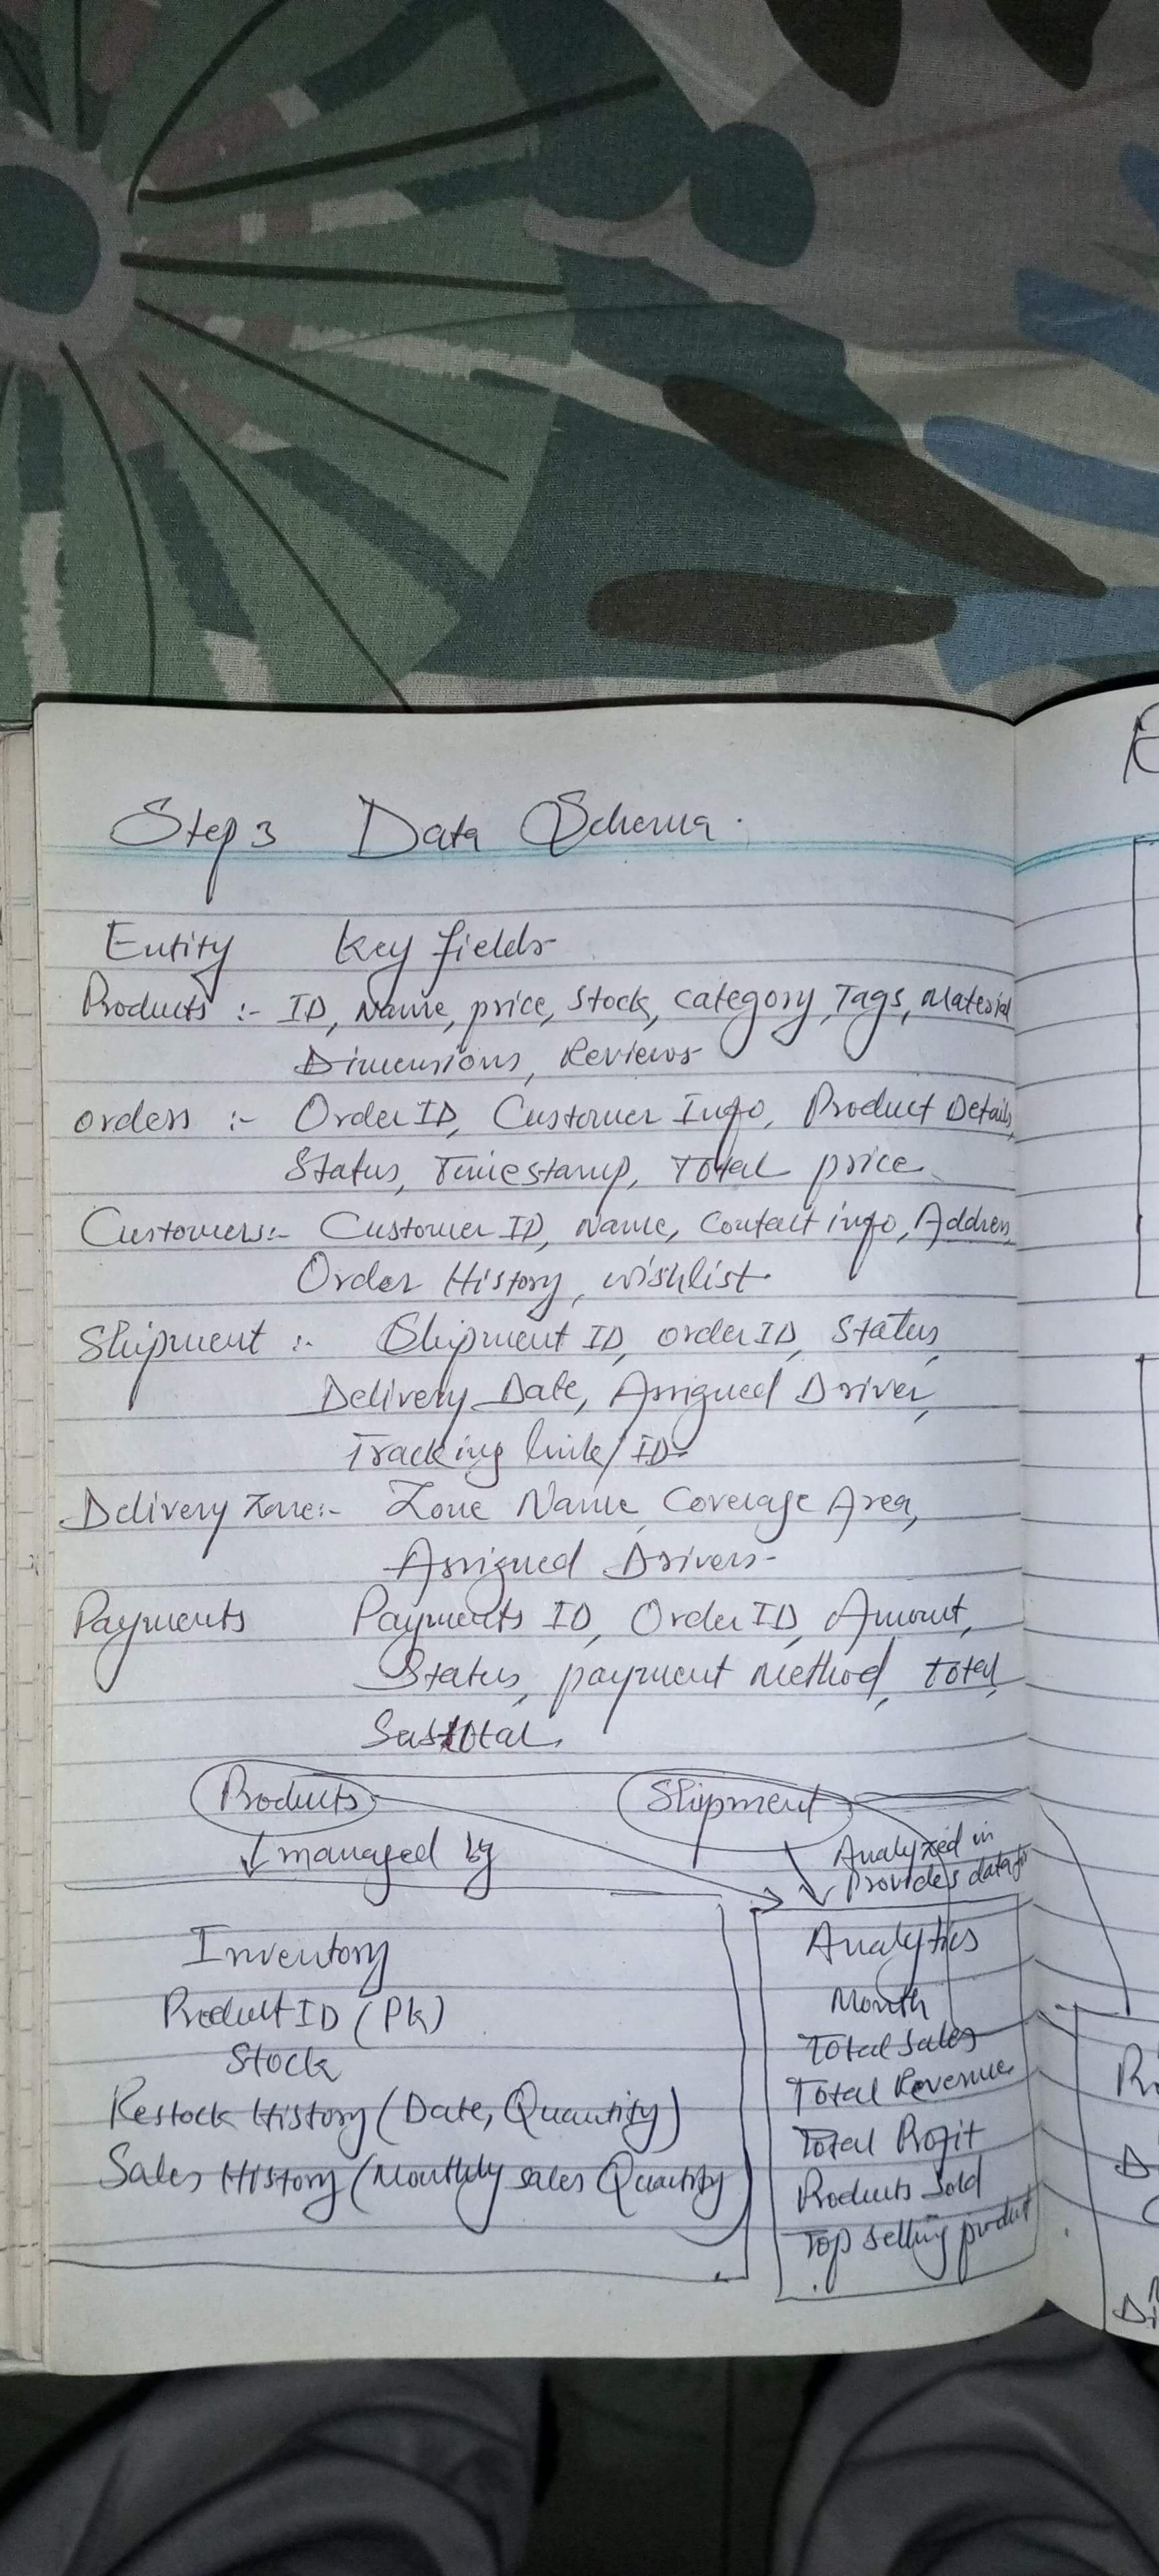 Step 3 Data Schema.
Entity Key fields
Products :- ID, Name, price, Stock, Category, Tags, Material
Dimensions, Reviews
orders :- Order ID, Customer Info, Product Details,
Status, Timestamp, Total price.
Customers:- Customer ID, Name, Contact info, Address,
Order History, wishlist.
Shipment :- Shipment ID, order ID, Status,
Delivery Date, Assigned Driver,
Tracking link/ID-
Delivery Zone:- Zone Name, Coverage Area,
Assigned Drivers-
Payments Payments ID, Order ID, Amount,
Status, payment Method, Total,
Subtotal.
Products Shipment
managed by
Analyzed in
Provides data for
Inventory
Product ID (Pk)
Stock
Restock History (Date, Quantity)
Sales History (Monthly sales Quantity)
Analytics
Month
Total Sales
Total Revenue
Total Profit
Products Sold
Top selling product